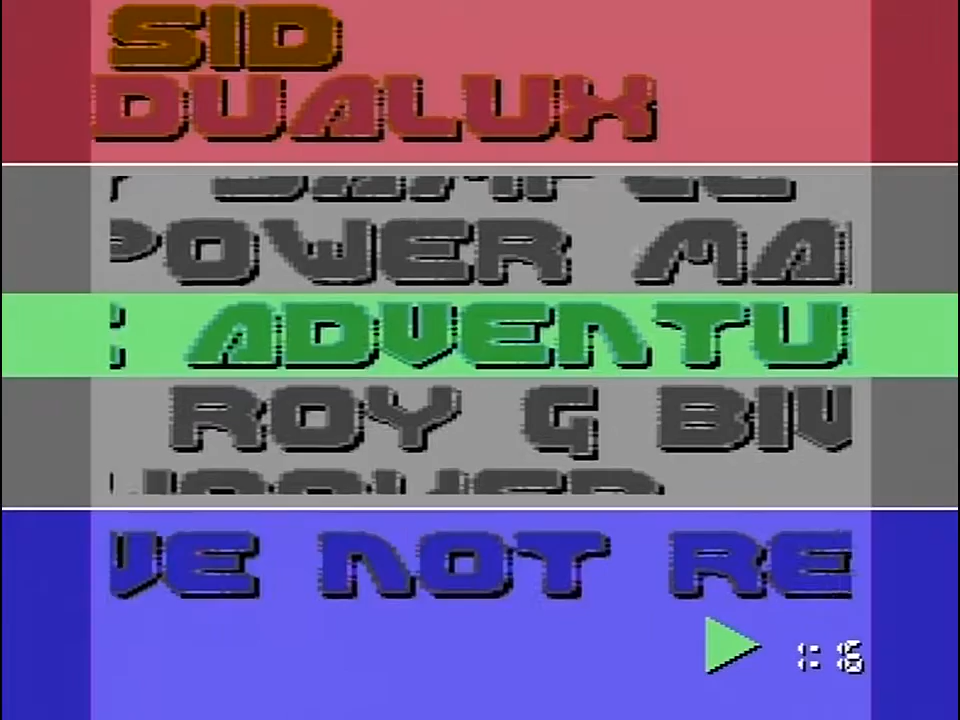 SID
DUALUX
POWER MA
: ADVENTU
ROY G BIV
VE NOT RE